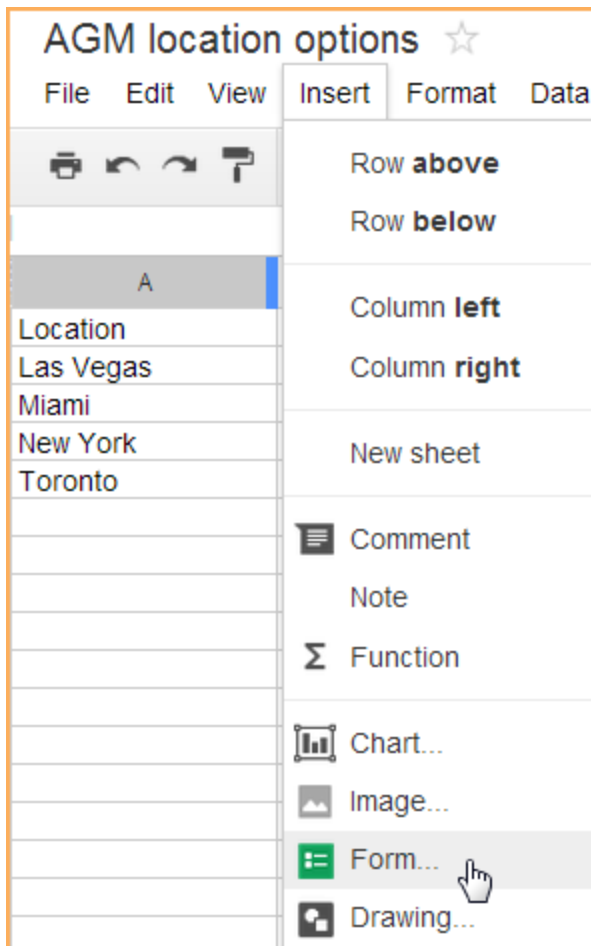 AGM location options
File Edit View Insert Format Data
Row above
Row below
A
Column left
Location
Las Vegas
Column right
Miami
New York
New sheet
Toronto
Comment
Note
Σ Function
Chart...
Image...
Form...
Drawing...